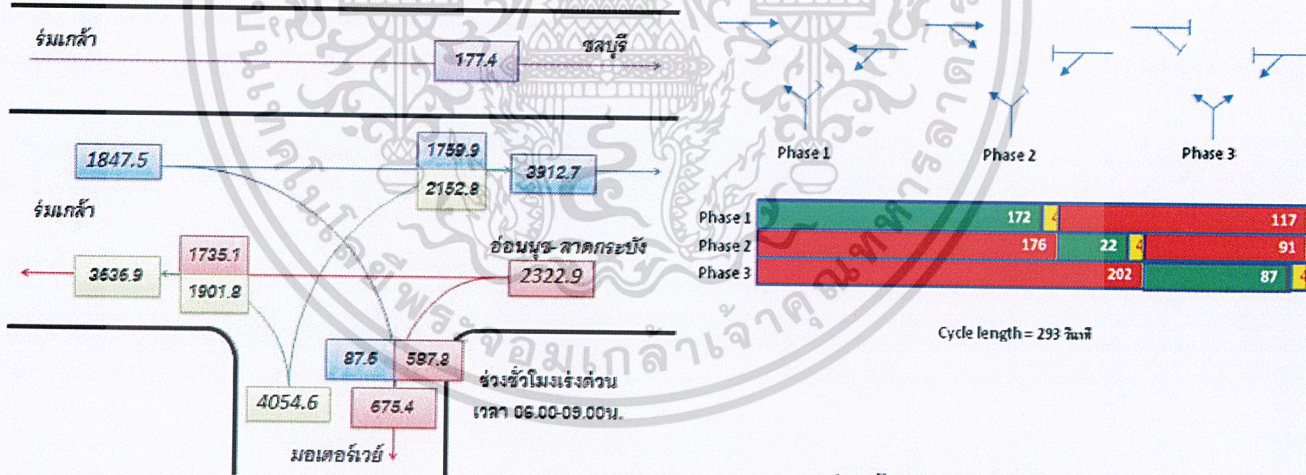 ร่มเกล้า
ชลบุรี
177.4
1847.5
1759.9
3912.7
2152.8
ร่มเกล้า
อ่อนนุช-ลาดกระบัง
1735.1
2322.9
3636.9
1901.8
87.6
597.8
4054.6
675.4
ช่วงชั่วโมงเร่งด่วน
เวลา 06.00-09.00น.
มอเตอร์เวย์
Phase 1
Phase 2
Phase 3
Phase 1 172 4 117
Phase 2 176 22 4 91
Phase 3 202 87 4
Cycle length = 293 วินาที